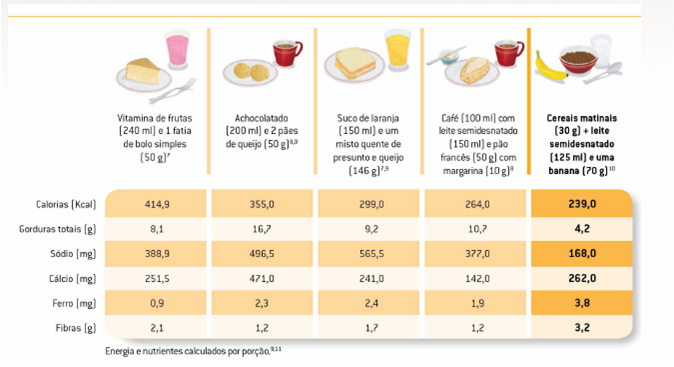 Vitamina de frutas
(240 ml) e 1 fatia
de bolo simples
(50 g)⁷
Achocolatado
(200 ml) e 2 pães
de queijo (50 g)⁸,⁹
Suco de laranja
(150 ml) e um
misto quente de
presunto e queijo
(146 g)⁷,⁹
Café (100 ml) com
leite semidesnatado
(150 ml) e pão
francês (50 g) com
margarina (10 g)⁹
Cereais matinais
(30 g) + leite
semidesnatado
(125 ml) e uma
banana (70 g)¹⁰
Calorias (Kcal) 414,9 355,0 299,0 264,0 239,0
Gorduras totais (g) 8,1 16,7 9,2 10,7 4,2
Sódio (mg) 388,9 496,5 565,5 377,0 168,0
Cálcio (mg) 251,5 471,0 241,0 142,0 262,0
Ferro (mg) 0,9 2,3 2,4 1,9 3,8
Fibras (g) 2,1 1,2 1,7 1,2 3,2
Energia e nutrientes calculados por porção.⁹,¹¹